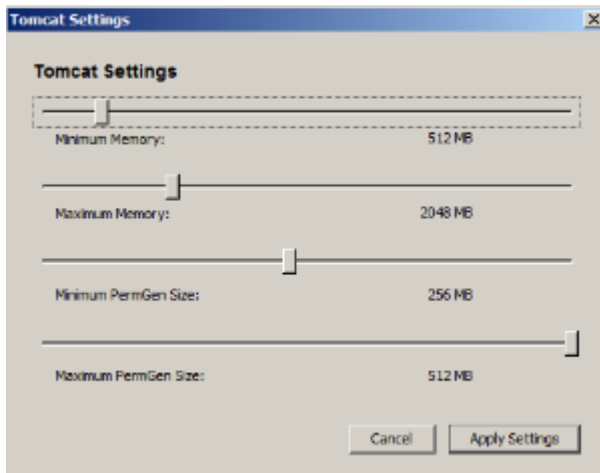 Tomcat Settings
Tomcat Settings
Minimum Memory: 512 MB
Maximum Memory: 2048 MB
Minimum PermGen Size: 256 MB
Maximum PermGen Size: 512 MB
Cancel Apply Settings